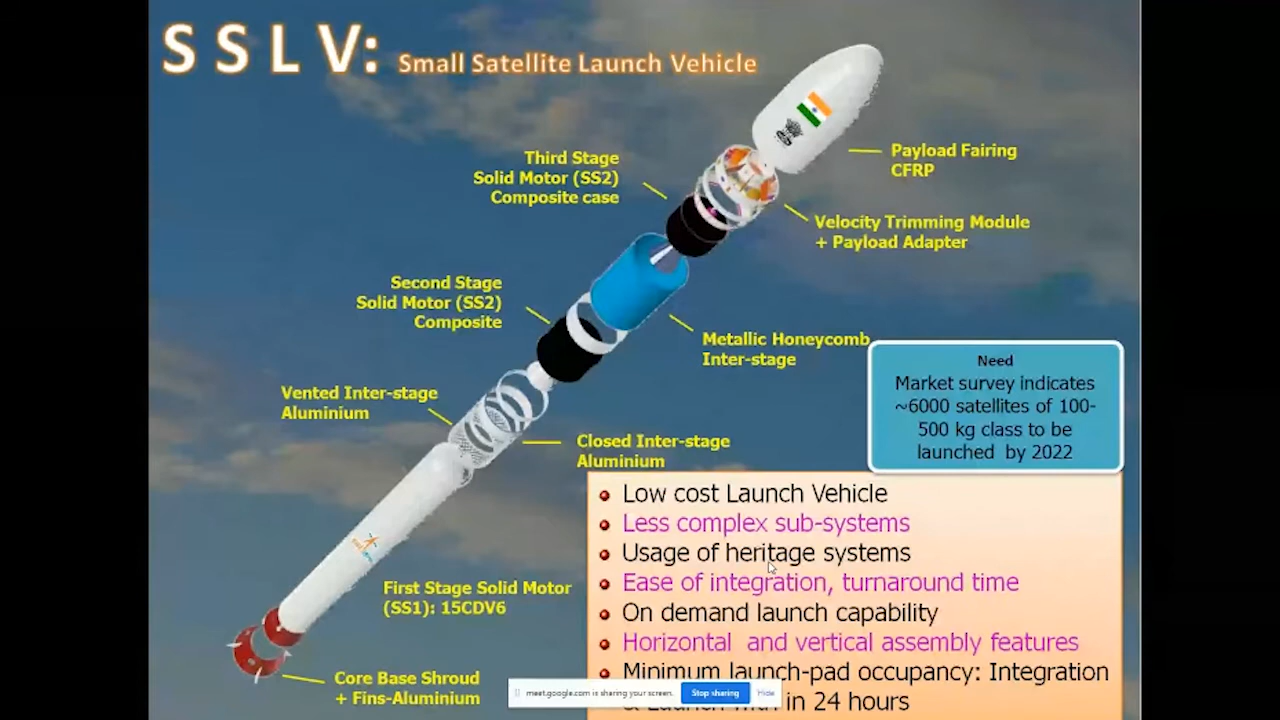 S S L V: Small Satellite Launch Vehicle
Payload Fairing
CFRP
Third Stage
Solid Motor (SS2)
Composite case
Velocity Trimming Module
+ Payload Adapter
Second Stage
Solid Motor (SS2)
Composite
Metallic Honeycomb
Inter-stage
Vented Inter-stage
Aluminium
Closed Inter-stage
Aluminium
First Stage Solid Motor
(SS1): 15CDV6
Core Base Shroud
+ Fins-Aluminium
Need
Market survey indicates
~6000 satellites of 100-
500 kg class to be
launched by 2022
Low cost Launch Vehicle
Less complex sub-systems
Usage of heritage systems
Ease of integration, turnaround time
On demand launch capability
Horizontal and vertical assembly features
Minimum launch-pad occupancy: Integration
in 24 hours
meet.google.com is sharing your screen. Stop sharing Hide